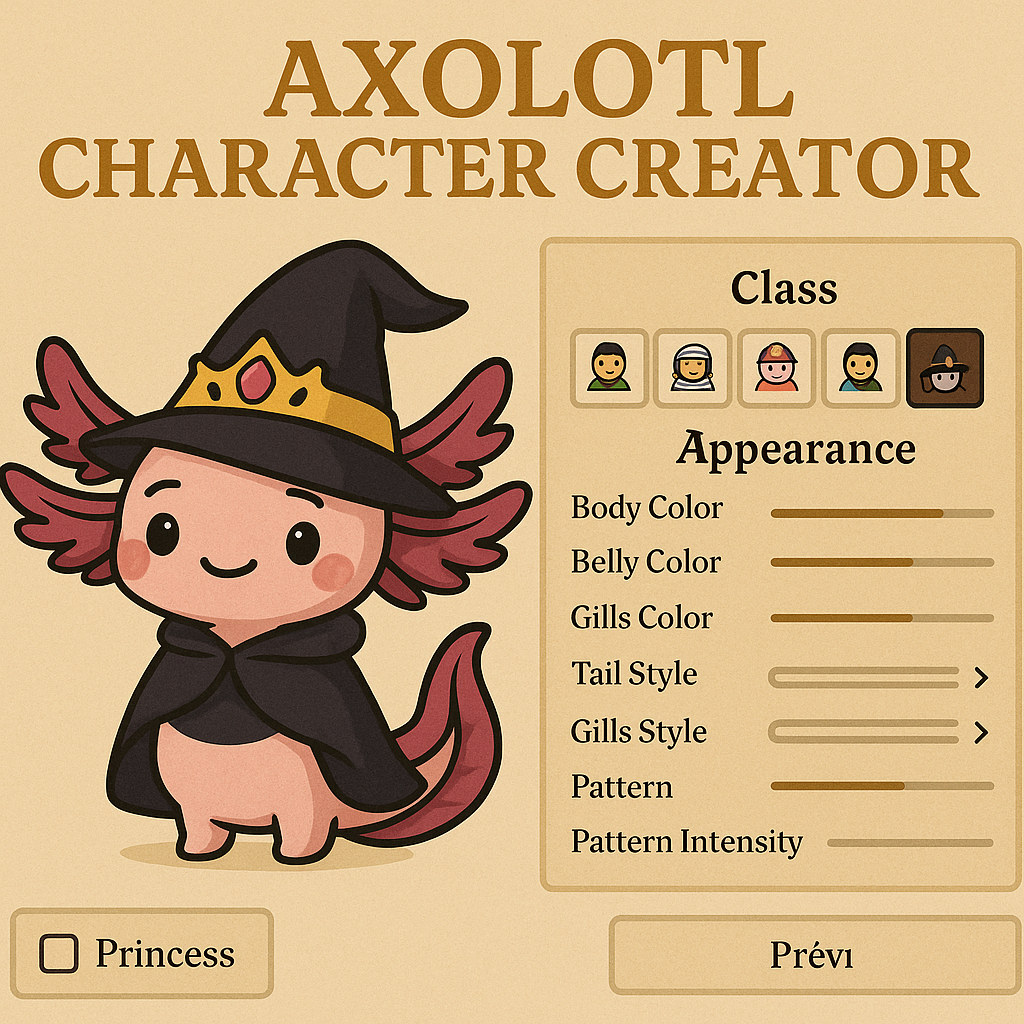 AXOLOTL
CHARACTER CREATOR
Class
Appearance
Body Color
Belly Color
Gills Color
Tail Style
Gills Style
Pattern
Pattern Intensity
Princess
Prévı